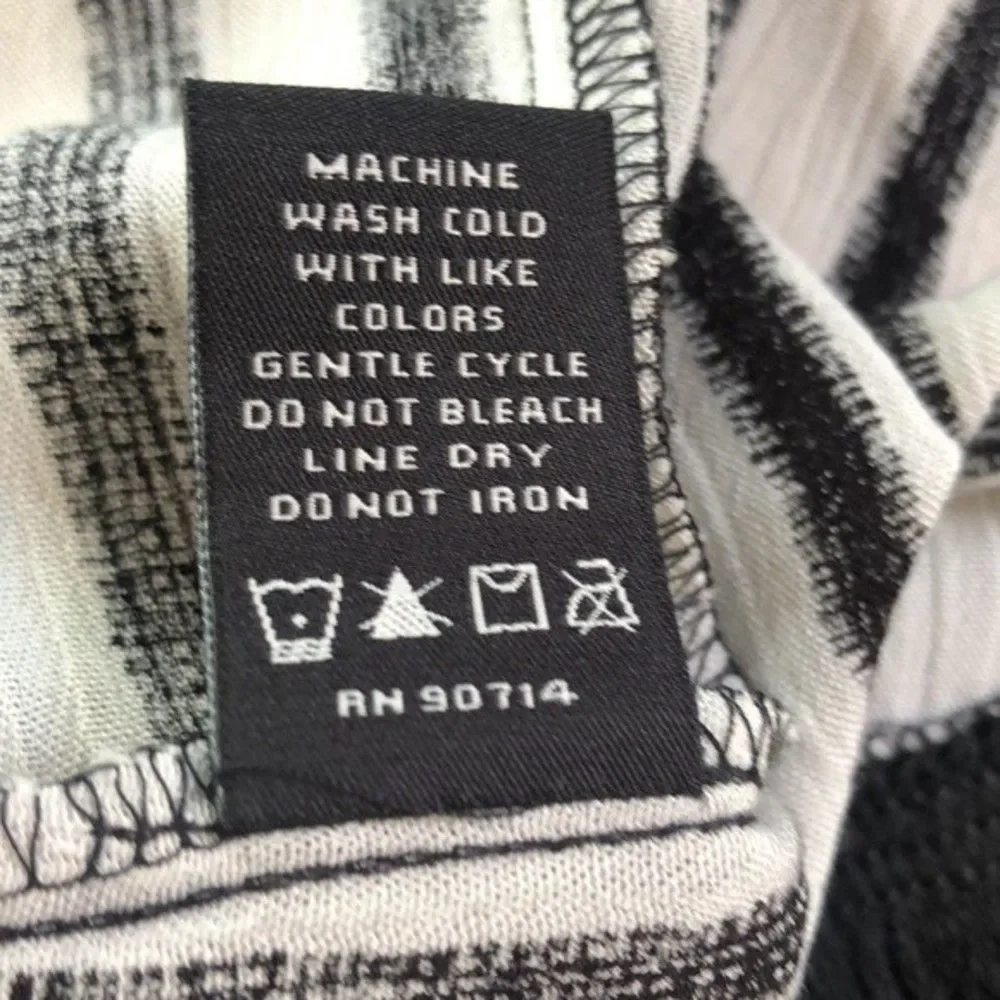 MACHINE
WASH COLD
WITH LIKE
COLORS
GENTLE CYCLE
DO NOT BLEACH
LINE DRY
DO NOT IRON
RN 90714